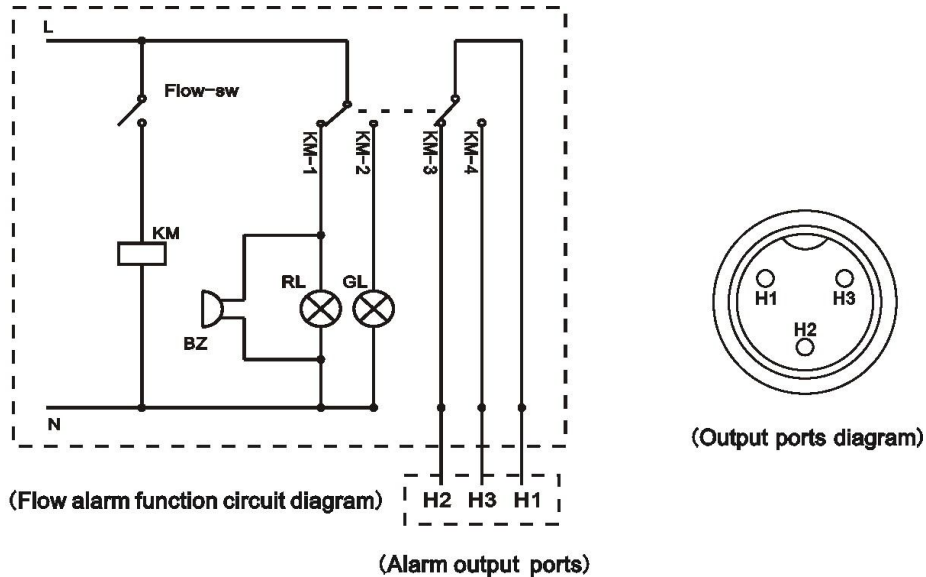 L
Flow-sw
KM-1
KM-2
KM-3
KM-4
KM
RL
GL
BZ
N
H1
H3
H2
(Output ports diagram)
(Flow alarm function circuit diagram)
H2 H3 H1
(Alarm output ports)